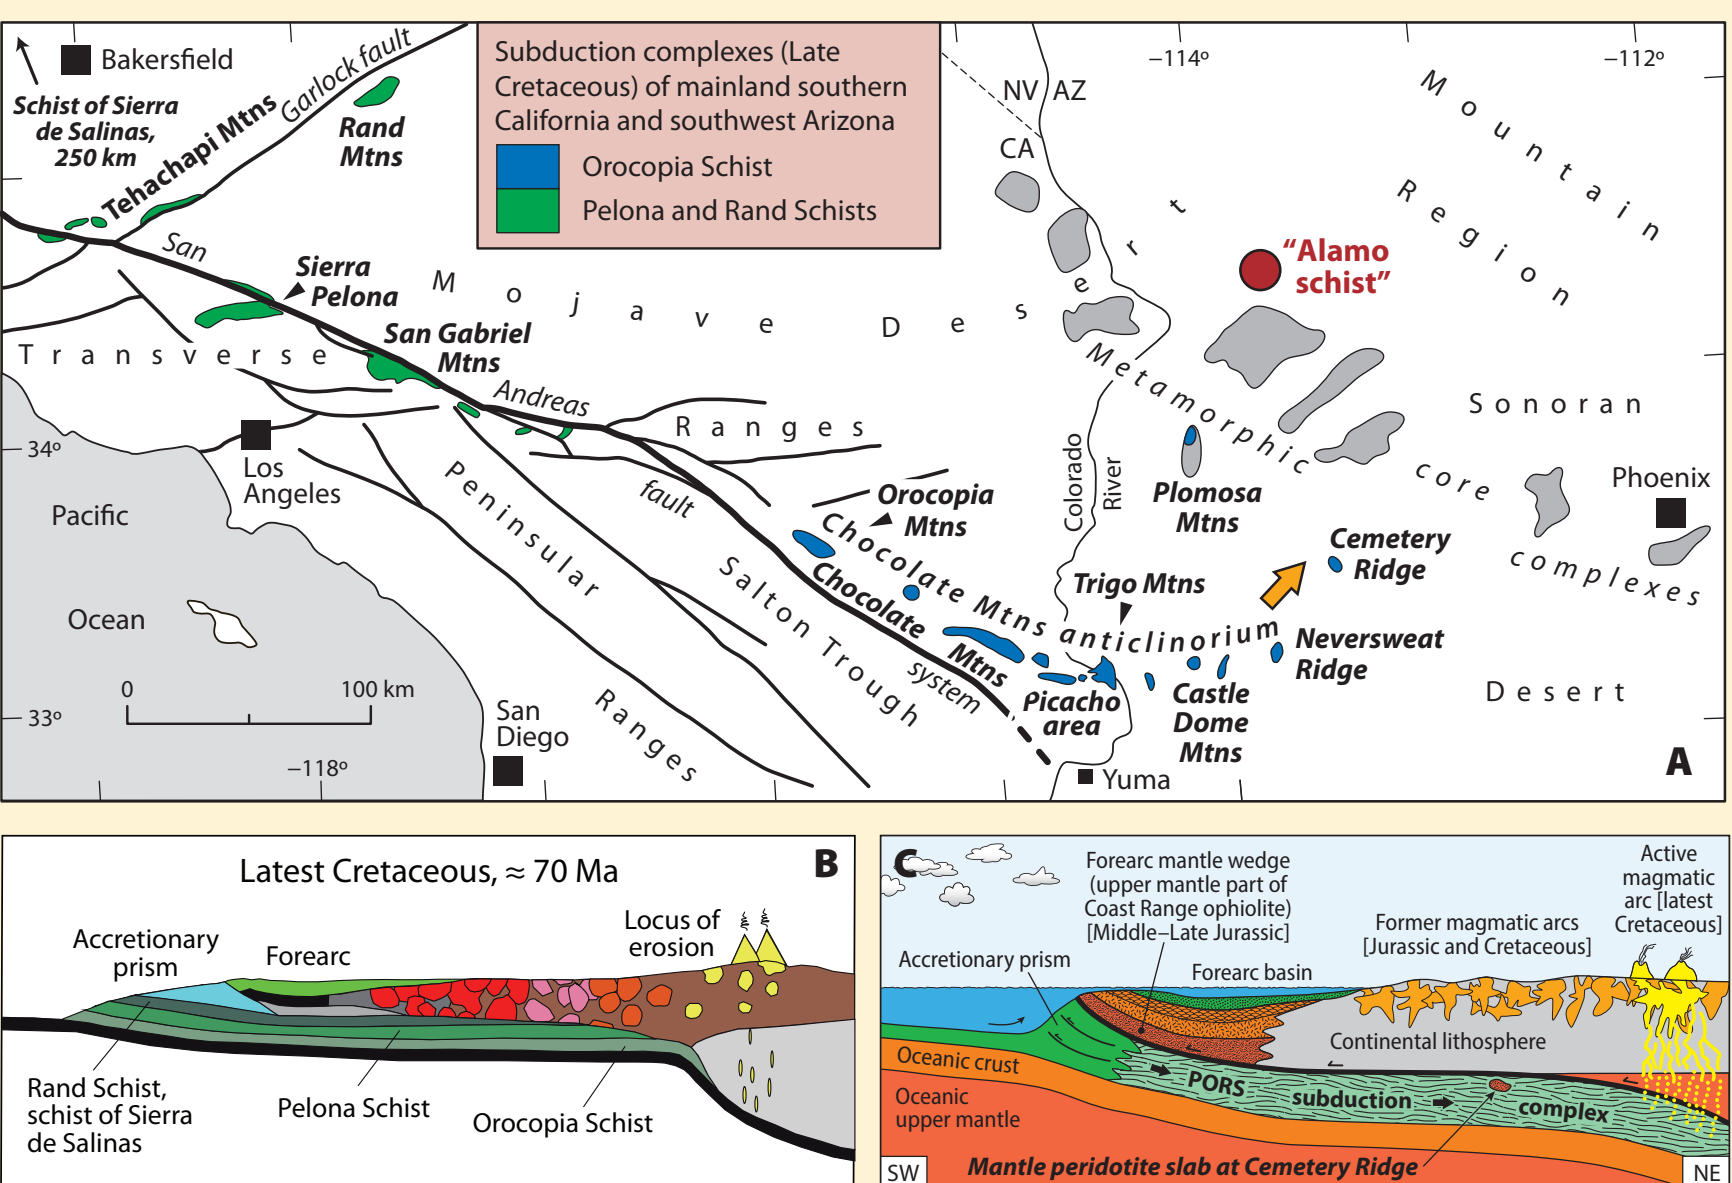 Bakersfield
Schist of Sierra
de Salinas,
250 km
Tehachapi Mtns
Garlock fault
Rand
Mtns
Subduction complexes (Late
Cretaceous) of mainland southern
California and southwest Arizona
Orocopia Schist
Pelona and Rand Schists
NV AZ
CA
−114º
−112º
Mountain
Region
"Alamo
schist"
San
Andreas
fault
system
Sierra
Pelona
San Gabriel
Mtns
Mojave Desert
Transverse
Ranges
Los
Angeles
34º
Pacific
Ocean
33º
0 100 km
−118º
San
Diego
Peninsular
Ranges
Salton Trough
Orocopia
Mtns
Chocolate Mtns anticlinorium
Chocolate
Mtns
Colorado
River
Metamorphic core complexes
Sonoran
Desert
Plomosa
Mtns
Phoenix
Cemetery
Ridge
Trigo Mtns
Neversweat
Ridge
Picacho
area
Castle
Dome
Mtns
Yuma
A
B
Latest Cretaceous, ≈ 70 Ma
Accretionary
prism
Forearc
Locus of
erosion
Rand Schist,
schist of Sierra
de Salinas
Pelona Schist
Orocopia Schist
C
Forearc mantle wedge
(upper mantle part of
Coast Range ophiolite)
[Middle−Late Jurassic]
Active
magmatic
arc [latest
Cretaceous]
Former magmatic arcs
[Jurassic and Cretaceous]
Accretionary prism
Forearc basin
Continental lithosphere
Oceanic crust
Oceanic
upper mantle
PORS subduction complex
Mantle peridotite slab at Cemetery Ridge
SW
NE